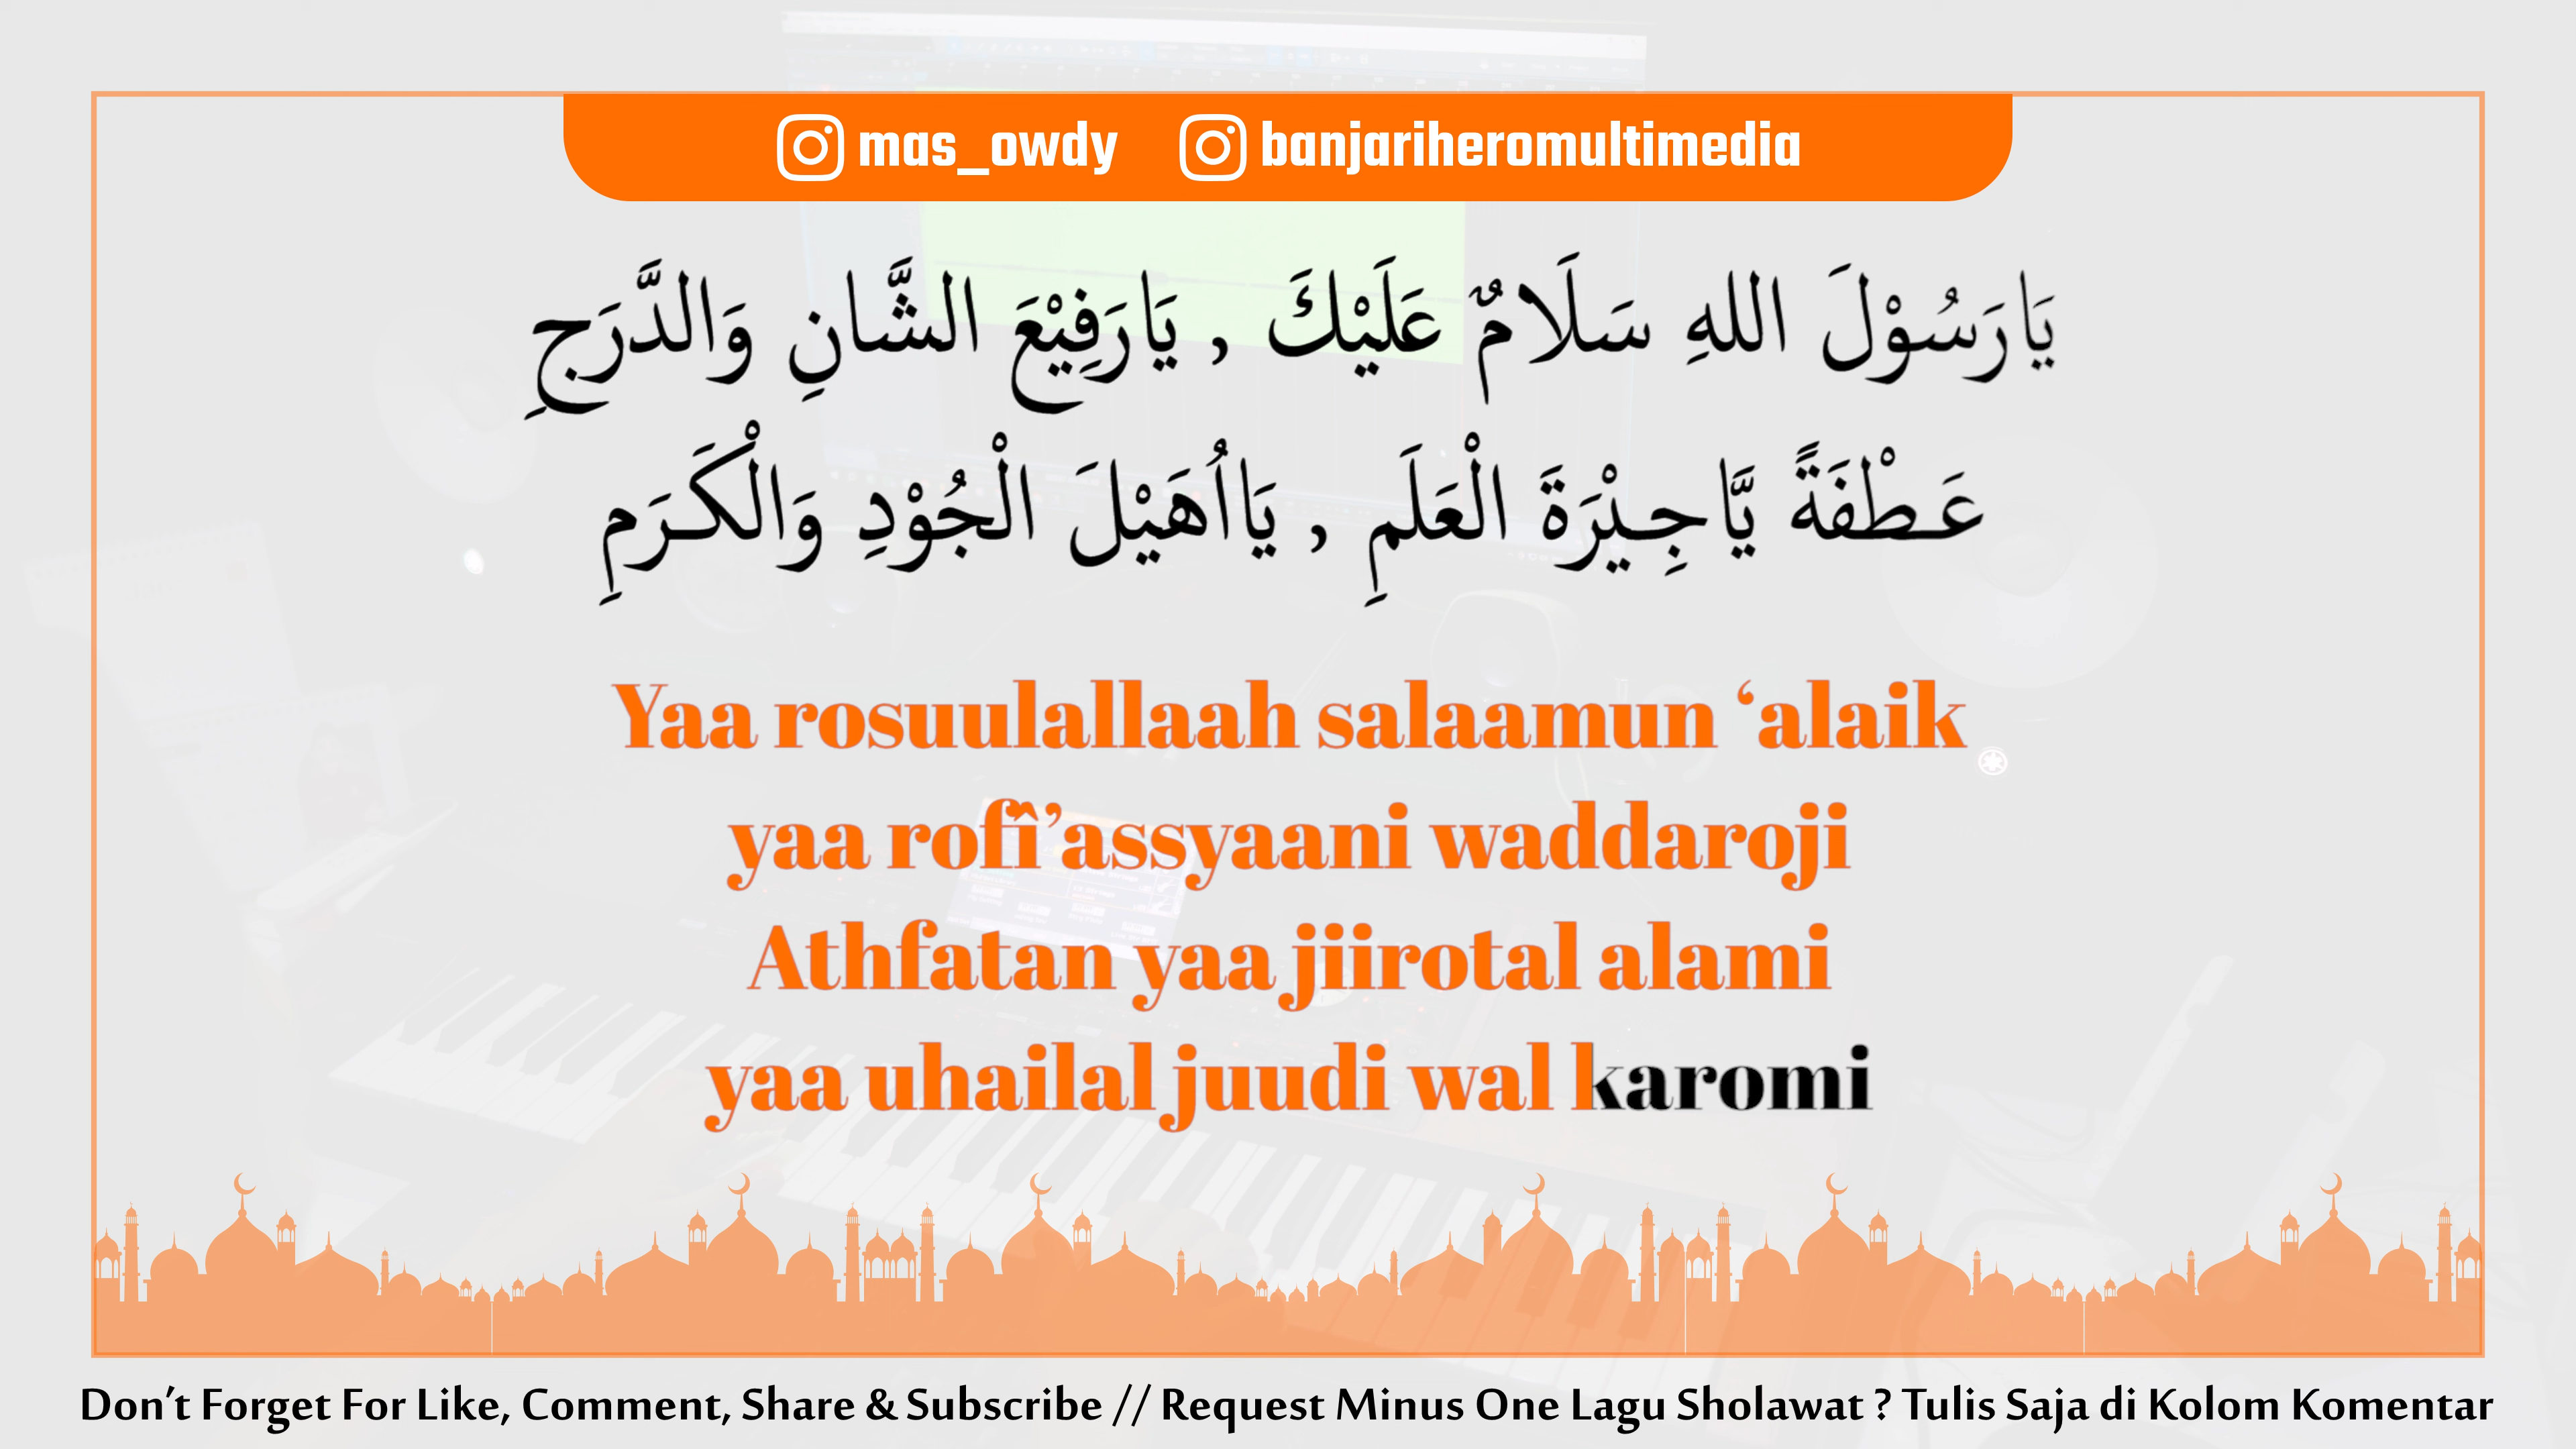 mas_owdy banjariheromultimedia
يَارَسُوْلَ اللهِ سَلَامٌ عَلَيْكَ , يَارَفِيْعَ الشَّانِ وَالدَّرَجِ
عَطْفَةً يَّاجِيْرَةَ الْعَلَمِ , يَااُهَيْلَ الْجُوْدِ وَالْكَرَمِ
Yaa rosuulallaah salaamun ‘alaik
yaa rofî’assyaani waddaroji
Athfatan yaa jiirotal alami
yaa uhailal juudi wal karomi
Don’t Forget For Like, Comment, Share & Subscribe // Request Minus One Lagu Sholawat ? Tulis Saja di Kolom Komentar